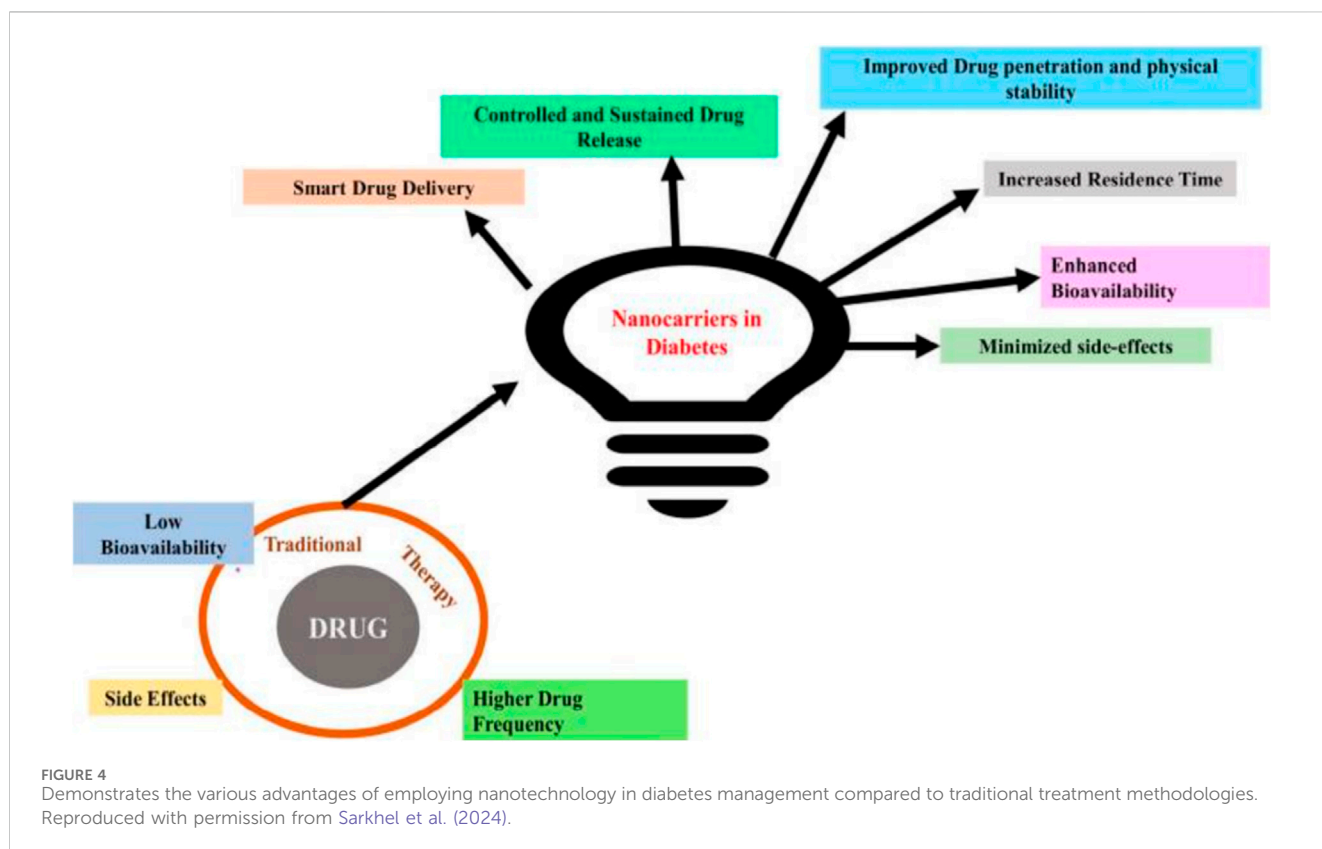 Improved Drug penetration and physical
stability
Controlled and Sustained Drug
Release
Smart Drug Delivery
Increased Residence Time
Enhanced
Bioavailability
Nanocarriers in
Diabetes
Minimized side-effects
Low
Bioavailability
Traditional
Therapy
DRUG
Side Effects
Higher Drug
Frequency
FIGURE 4
Demonstrates the various advantages of employing nanotechnology in diabetes management compared to traditional treatment methodologies.
Reproduced with permission from Sarkhel et al. (2024).